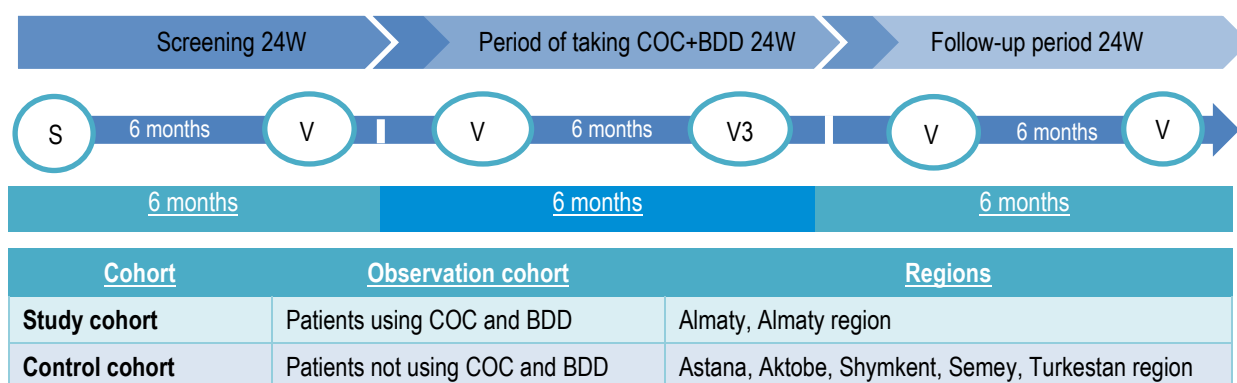 Screening 24W Period of taking COC+BDD 24W Follow-up period 24W
S 6 months V V 6 months V3 V 6 months V
6 months 6 months 6 months
Cohort Observation cohort Regions
Study cohort Patients using COC and BDD Almaty, Almaty region
Control cohort Patients not using COC and BDD Astana, Aktobe, Shymkent, Semey, Turkestan region